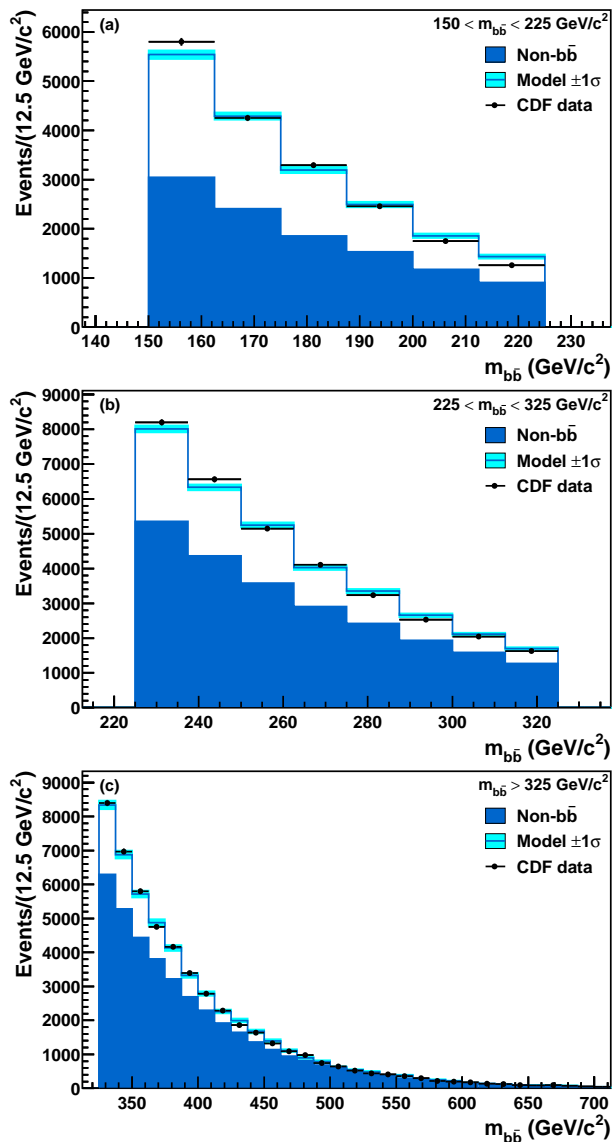 (a)
150 < m_{bb̄} < 225 GeV/c²
Non-bb̄
Model ±1σ
CDF data
Events/(12.5 GeV/c²)
6000
5000
4000
3000
2000
1000
0
140 150 160 170 180 190 200 210 220 230
m_{bb̄} (GeV/c²)
(b)
225 < m_{bb̄} < 325 GeV/c²
Non-bb̄
Model ±1σ
CDF data
Events/(12.5 GeV/c²)
9000
8000
7000
6000
5000
4000
3000
2000
1000
0
220 240 260 280 300 320
m_{bb̄} (GeV/c²)
(c)
m_{bb̄} > 325 GeV/c²
Non-bb̄
Model ±1σ
CDF data
Events/(12.5 GeV/c²)
9000
8000
7000
6000
5000
4000
3000
2000
1000
0
350 400 450 500 550 600 650 700
m_{bb̄} (GeV/c²)